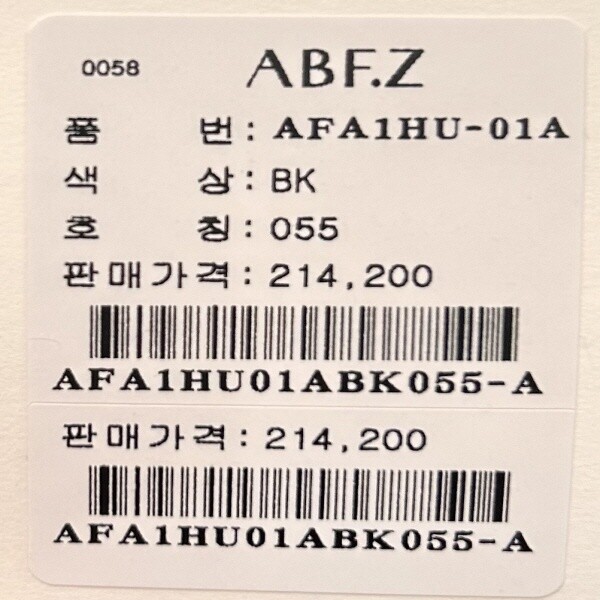 0058 ABF.Z
품 번 : AFA1HU-01A
색 상 : BK
호 칭 : 055
판매가격 : 214,200
AFA1HU01ABK055-A
판매가격 : 214,200
AFA1HU01ABK055-A